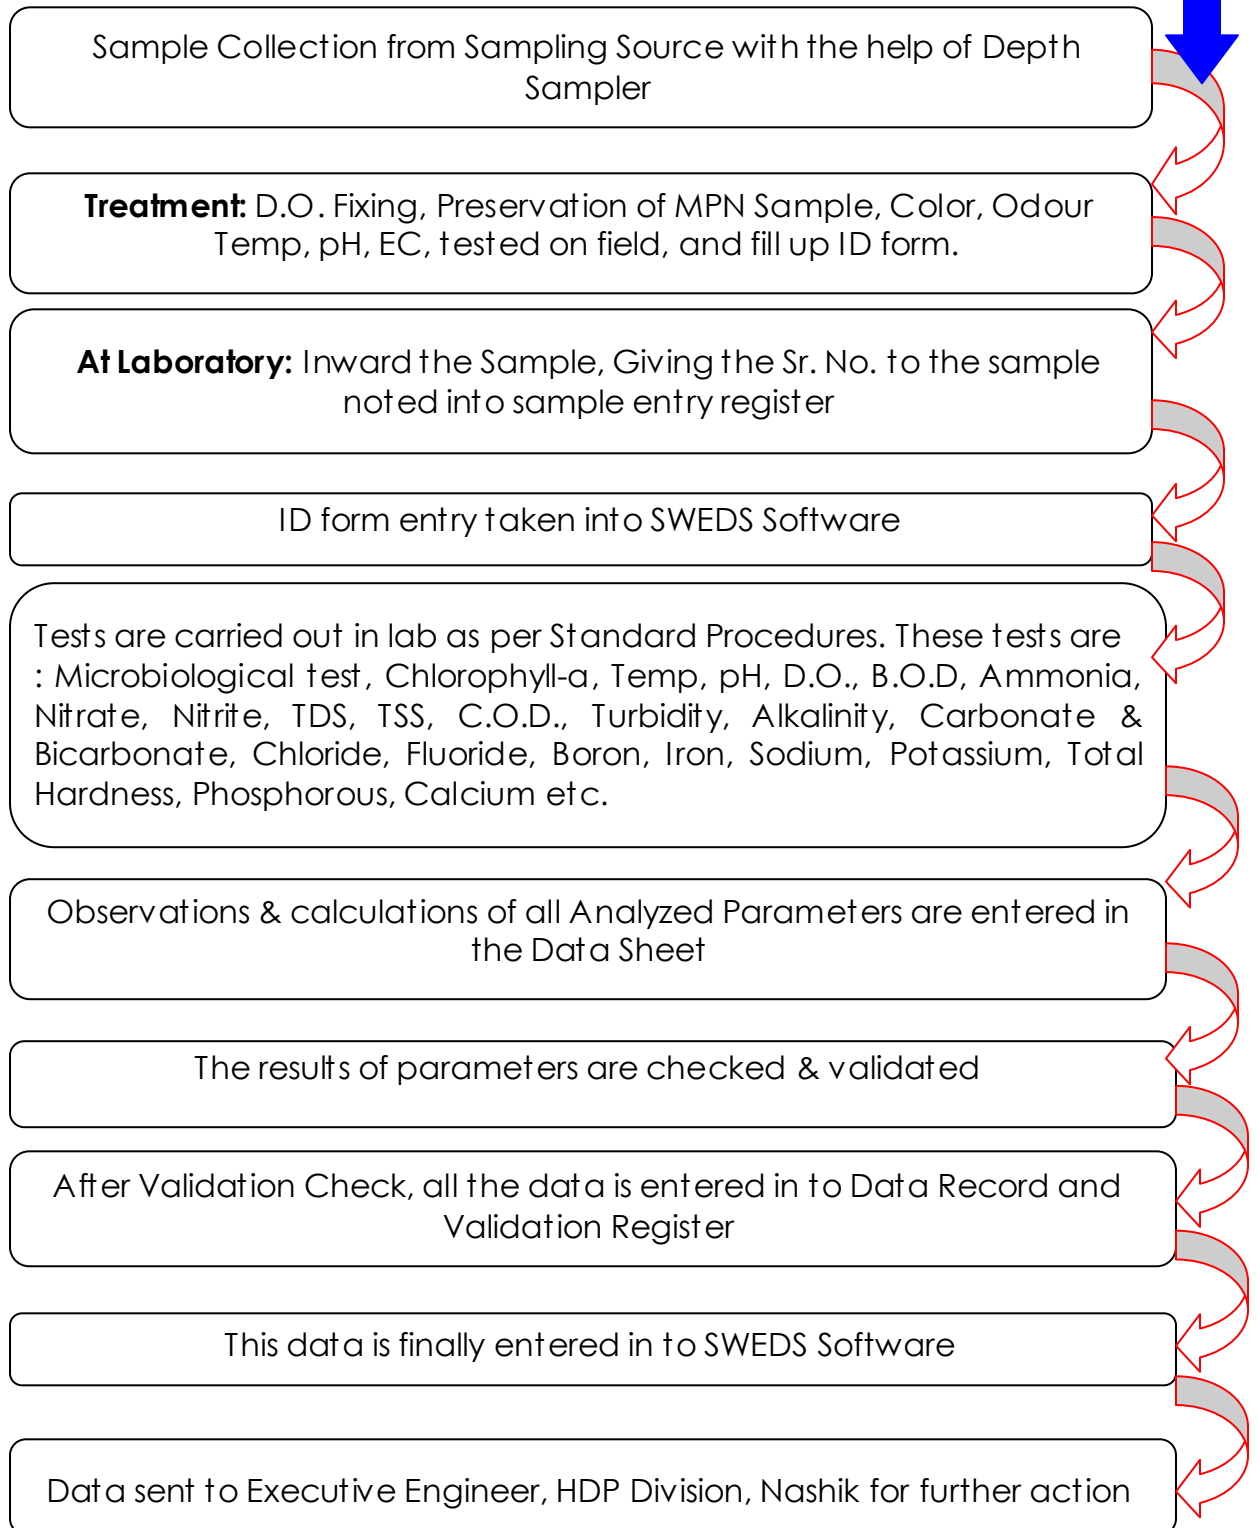 Sample Collection from Sampling Source with the help of Depth
Sampler
Treatment: D.O. Fixing, Preservation of MPN Sample, Color, Odour
Temp, pH, EC, tested on field, and fill up ID form.
At Laboratory: Inward the Sample, Giving the Sr. No. to the sample
noted into sample entry register
ID form entry taken into SWEDS Software
Tests are carried out in lab as per Standard Procedures. These tests are
: Microbiological test, Chlorophyll-a, Temp, pH, D.O., B.O.D, Ammonia,
Nitrate, Nitrite, TDS, TSS, C.O.D., Turbidity, Alkalinity, Carbonate &
Bicarbonate, Chloride, Fluoride, Boron, Iron, Sodium, Potassium, Total
Hardness, Phosphorous, Calcium etc.
Observations & calculations of all Analyzed Parameters are entered in
the Data Sheet
The results of parameters are checked & validated
After Validation Check, all the data is entered in to Data Record and
Validation Register
This data is finally entered in to SWEDS Software
Data sent to Executive Engineer, HDP Division, Nashik for further action